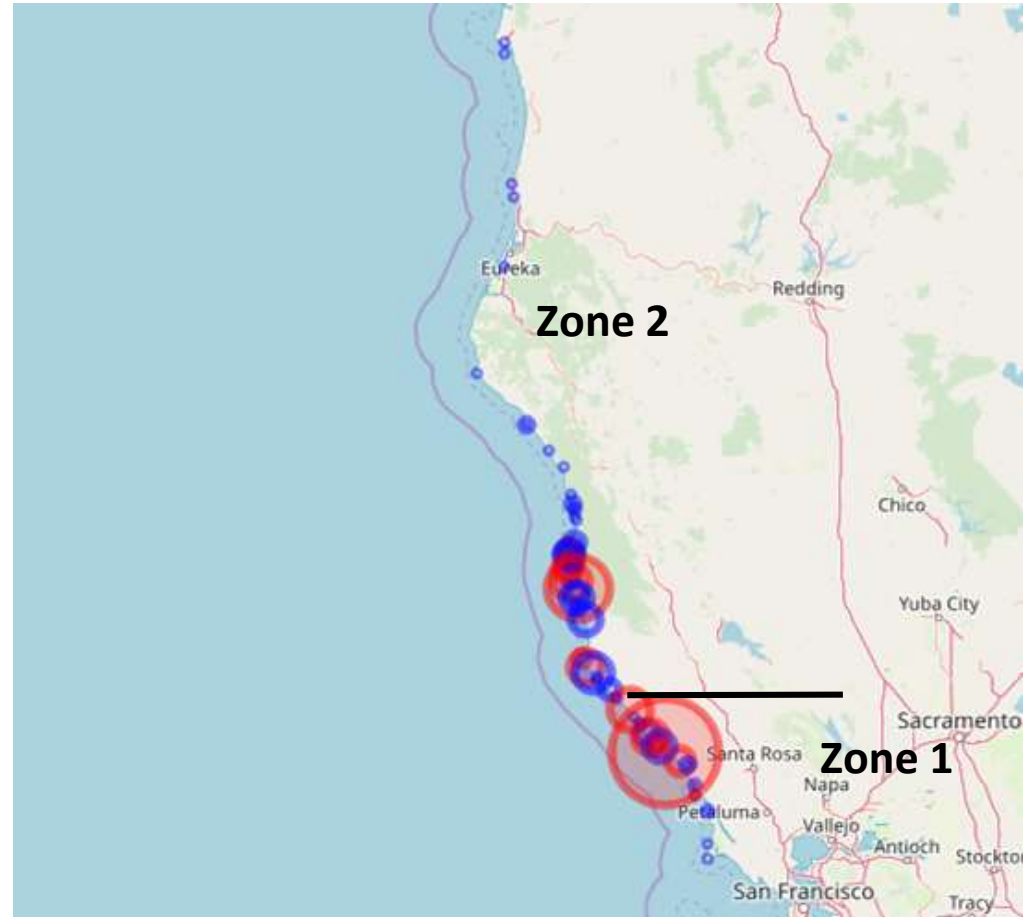 Eureka
Redding
Zone 2
Chico
Yuba City
Sacramento
Santa Rosa
Zone 1
Napa
Petaluma
Vallejo
Antioch
Stockton
San Francisco
Tracy